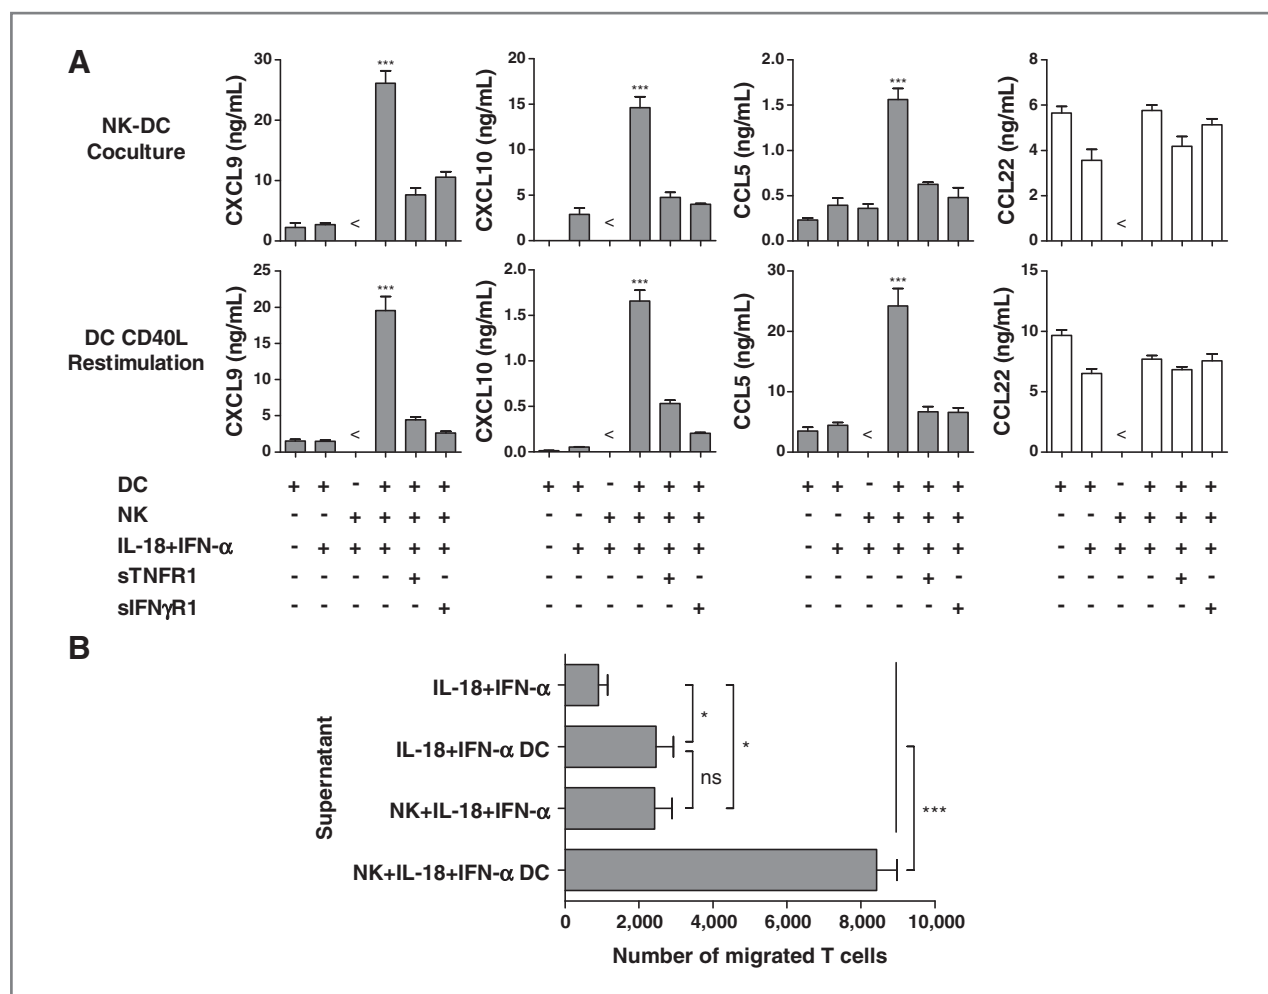 A
NK-DC
Coculture
CXCL9 (ng/mL)
30
20
10
0
***
<
CXCL10 (ng/mL)
20
15
10
5
0
***
<
CCL5 (ng/mL)
2.0
1.5
1.0
0.5
0.0
***
CCL22 (ng/mL)
8
6
4
2
0
<
DC CD40L
Restimulation
CXCL9 (ng/mL)
25
20
15
10
5
0
***
<
CXCL10 (ng/mL)
2.0
1.5
1.0
0.5
0.0
***
<
CCL5 (ng/mL)
30
20
10
0
***
<
CCL22 (ng/mL)
15
10
5
0
<
DC + + - + + + + + - + + + + + - + + + + + - + + +
NK - - + + + + - - + + + + - - + + + + - - + + + +
IL-18+IFN-α - + + + + + - + + + + + - + + + + + - + + + + +
sTNFR1 - - - - + - - - - - + - - - - - + - - - - - + -
sIFNγR1 - - - - - + - - - - - + - - - - - + - - - - - +
B
Supernatant
IL-18+IFN-α
IL-18+IFN-α DC
NK+IL-18+IFN-α
NK+IL-18+IFN-α DC
*
ns
*
***
0 2,000 4,000 6,000 8,000 10,000
Number of migrated T cells